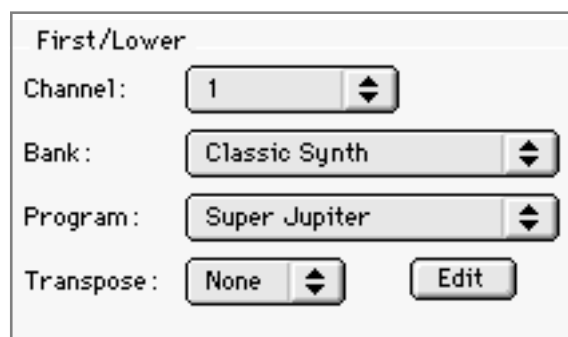 First/Lower
Channel: 1
Bank: Classic Synth
Program: Super Jupiter
Transpose: None Edit